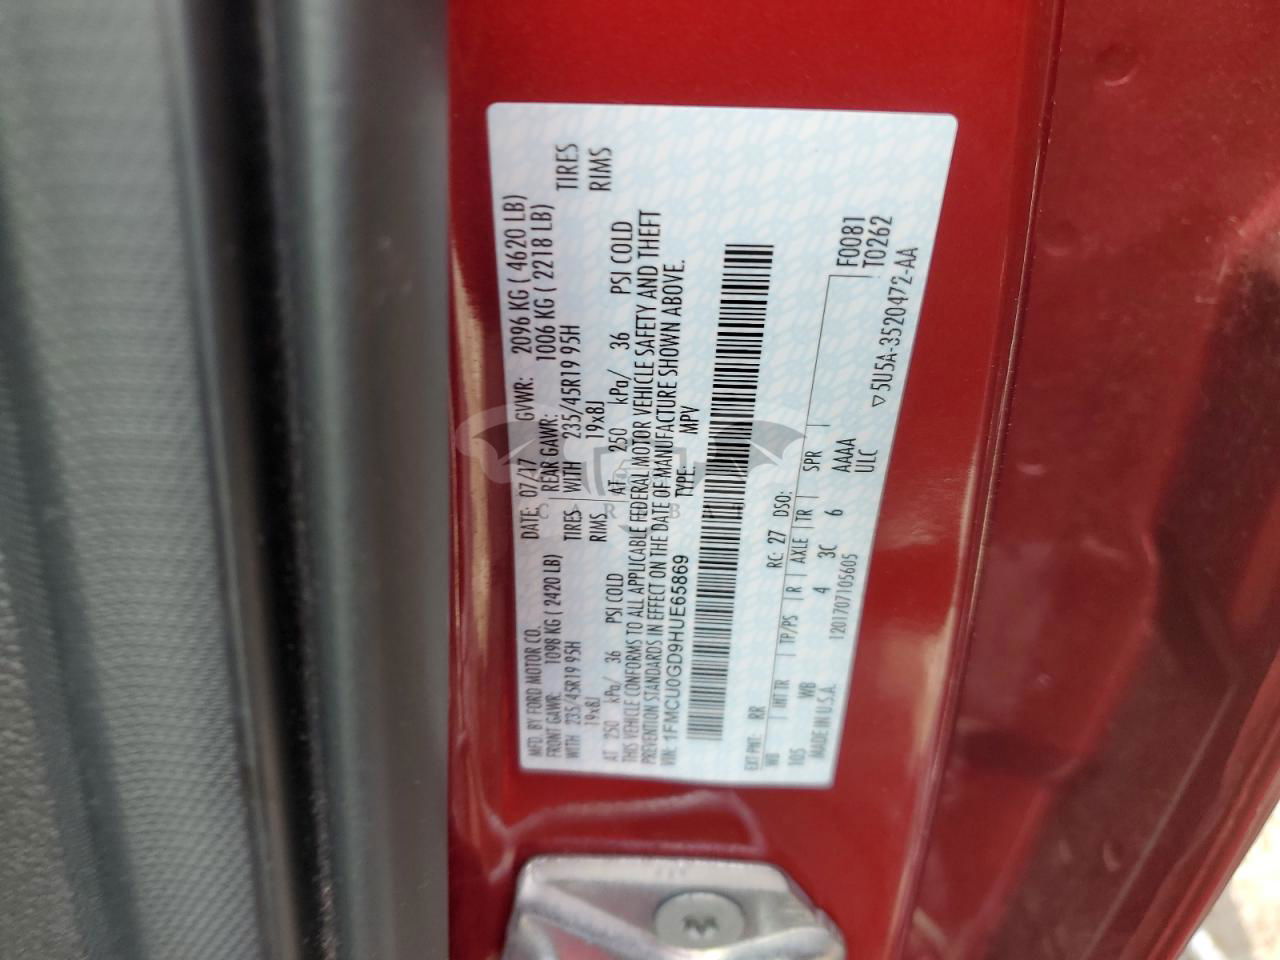 MFD. BY FORD MOTOR CO. DATE: 07/17 GVWR: 2096 KG ( 4620 LB)
FRONT GAWR: 1098 KG ( 2420 LB) REAR GAWR: 1006 KG ( 2218 LB)
WITH 235/45R19 95H TIRES WITH 235/45R19 95H TIRES
19x8J RIMS 19x8J RIMS
AT 250 kPa/ 36 PSI COLD AT 250 kPa/ 36 PSI COLD
THIS VEHICLE CONFORMS TO ALL APPLICABLE FEDERAL MOTOR VEHICLE SAFETY AND THEFT
PREVENTION STANDARDS IN EFFECT ON THE DATE OF MANUFACTURE SHOWN ABOVE.
VIN: 1FMCU0GD9HUE65869 TYPE: MPV
EXT PNT: RR RC: 27 DSO: F0081
WB INT TR TP/PS R AXLE TR SPR T0262
105 WB 4 3C 6 AAAA
MADE IN U.S.A. 1201707105605 ULC
▽5U5A-3520472-AA
CARBAT